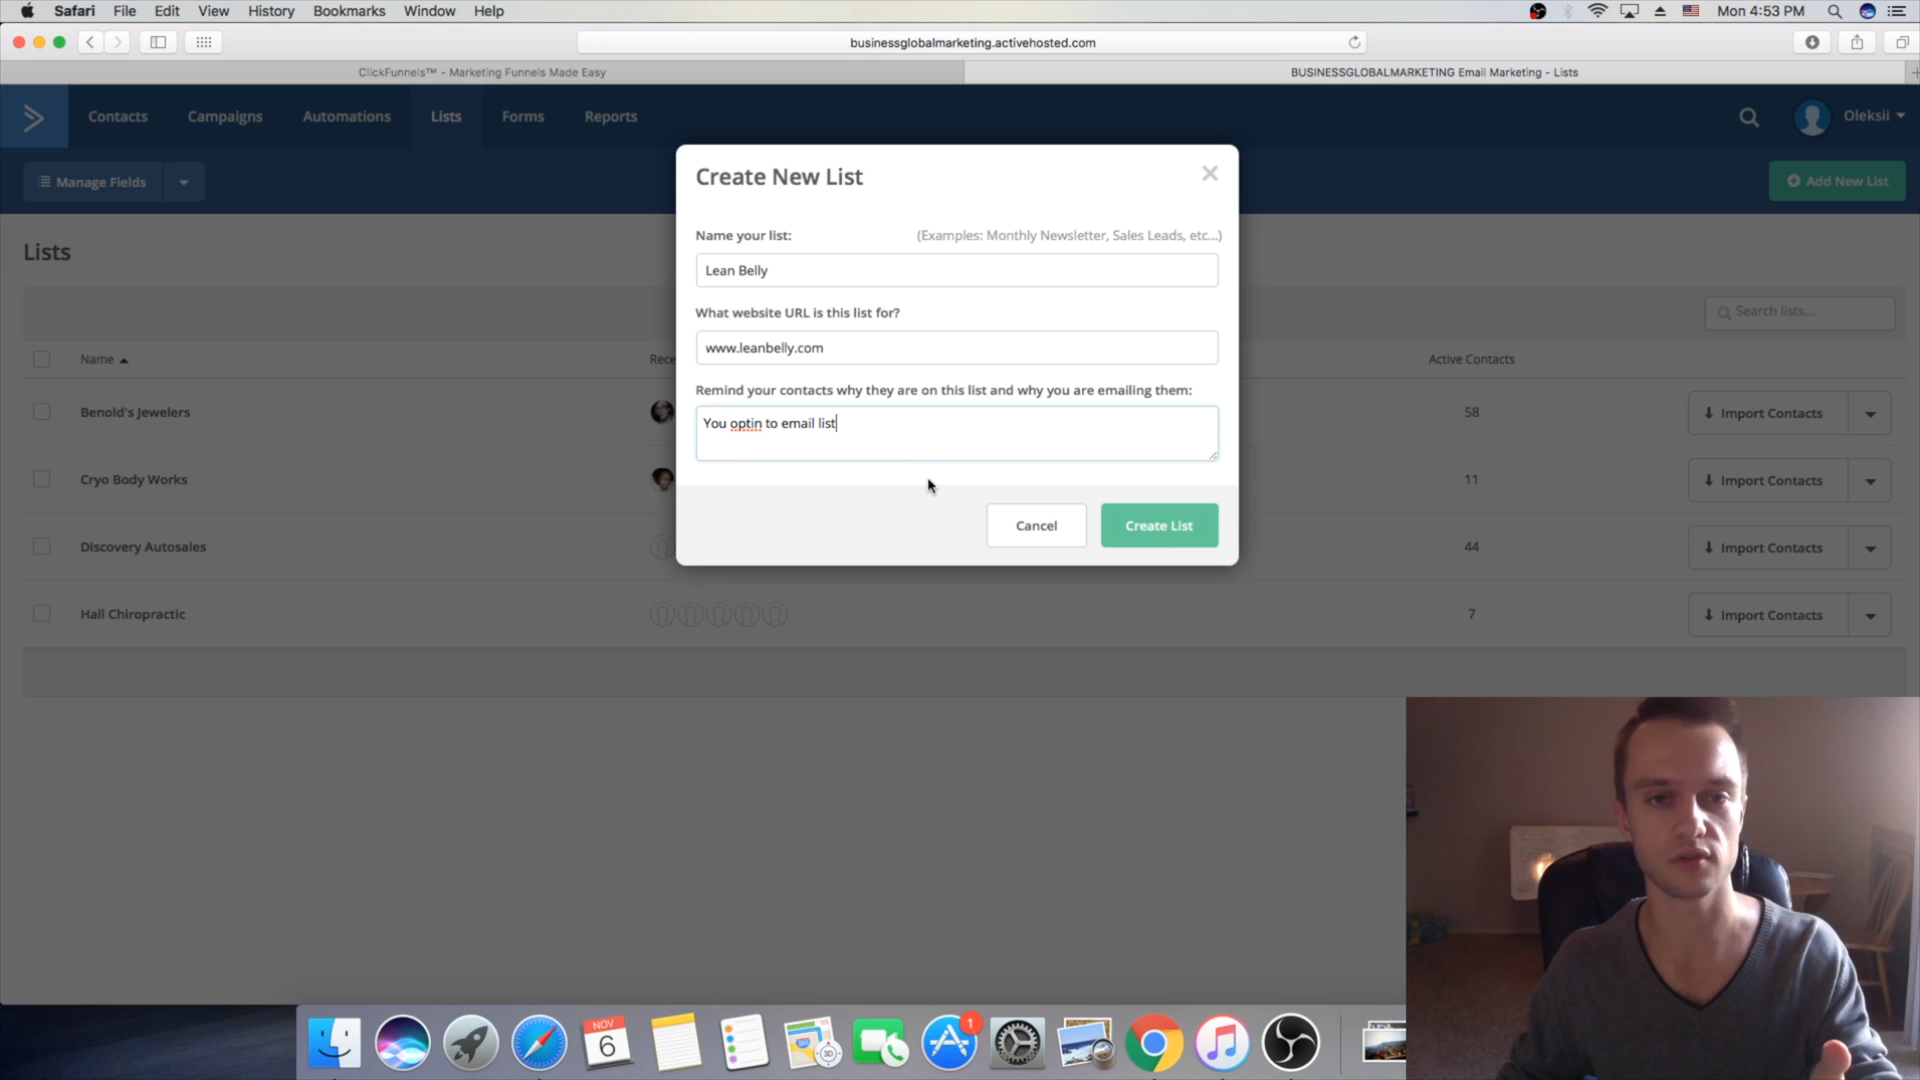 Safari File Edit View History Bookmarks Window Help Mon 4:53 PM
businessglobalmarketing.activehosted.com
ClickFunnels™ - Marketing Funnels Made Easy
BUSINESSGLOBALMARKETING Email Marketing - Lists
Contacts Campaigns Automations Lists Forms Reports Oleksii
Manage Fields
Add New List
Create New List
Name your list: (Examples: Monthly Newsletter, Sales Leads, etc...)
Lean Belly
What website URL is this list for?
www.leanbelly.com
Remind your contacts why they are on this list and why you are emailing them:
You optin to email list
Cancel Create List
Lists
Search lists...
Name Rece Active Contacts
Benold's Jewelers 58 Import Contacts
Cryo Body Works 11 Import Contacts
Discovery Autosales 44 Import Contacts
Hall Chiropractic 7 Import Contacts
NOV
6
3D
1